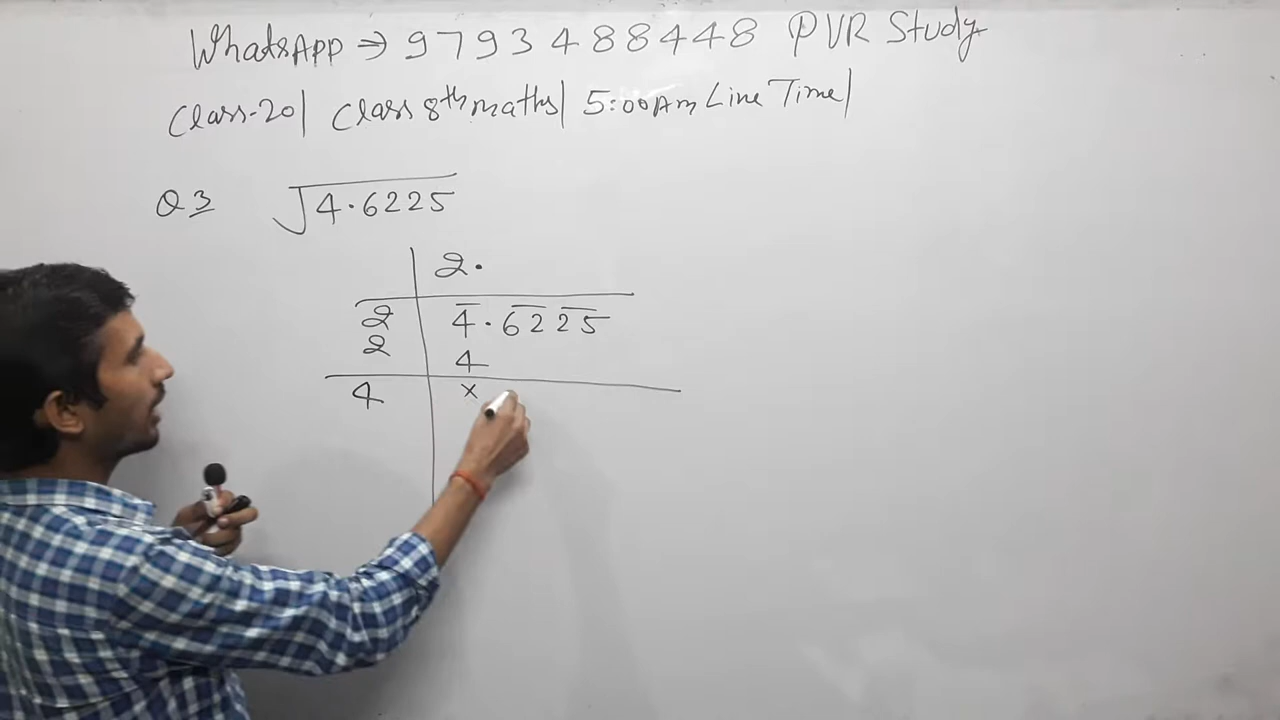 WhatsApp ⇒ 9793488448 PVR Study
Class-20| Class 8th maths| 5:00Am Line Time|
Q3 √4.6225
2.
2 4.6225
2 4
4 ×